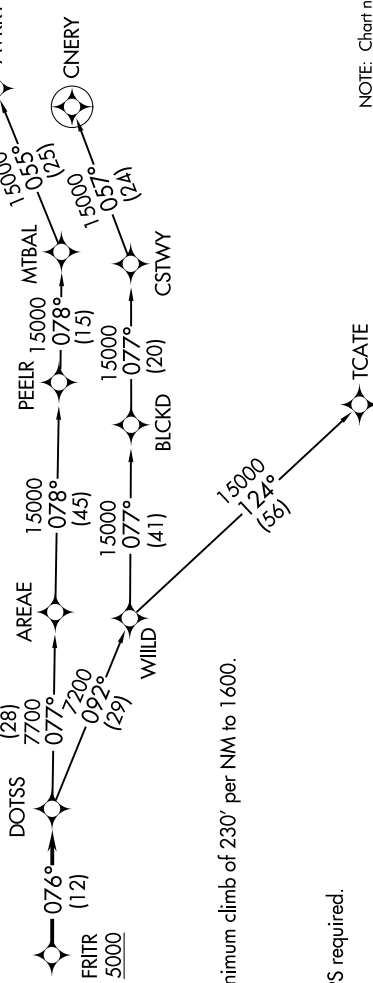 CNERY
NOTE: Chart n
15000
055°
(25)
15000
057°
(24)
MTBAL
CSTWY
15000
078°
(15)
PEELR
15000
077°
(20)
BLCKD
TCATE
15000
078°
(45)
15000
077°
(41)
15000
124°
(56)
AREAE
WIILD
(28)
7700
077°
7200
092°
(29)
DOTSS
nimum climb of 230' per NM to 1600.
076°
(12)
FRITR
5000
S required.